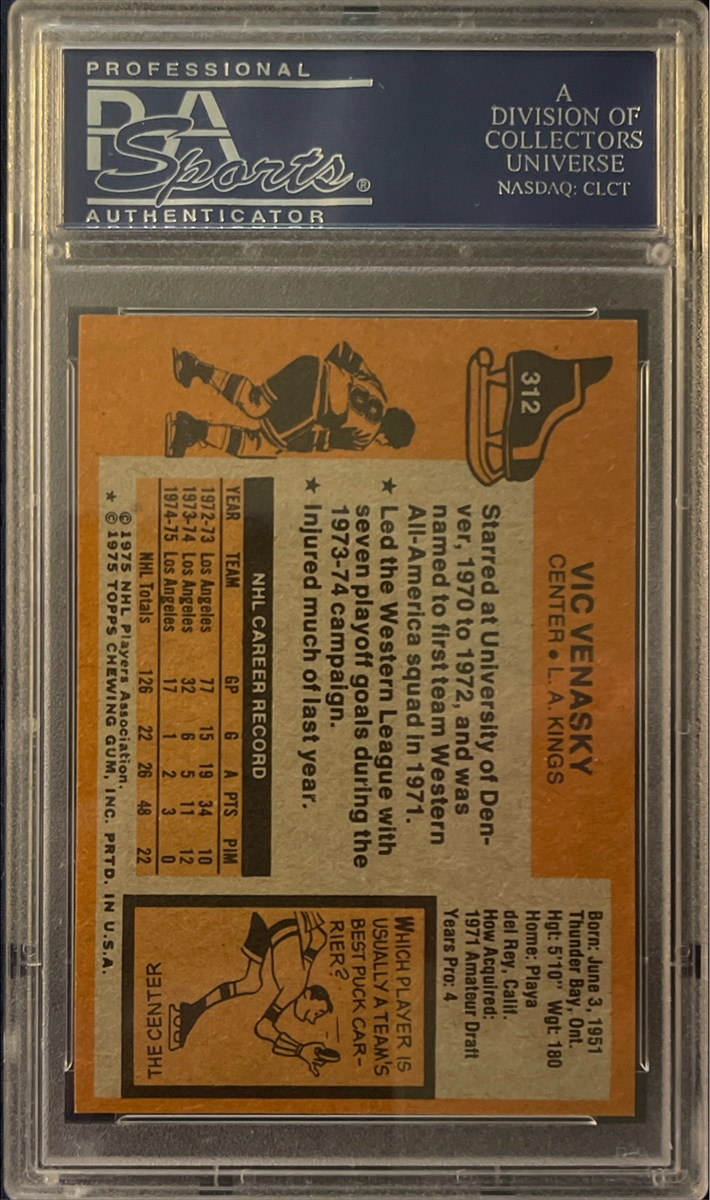 PROFESSIONAL
PSA
Sports®
AUTHENTICATOR
A
DIVISION OF
COLLECTORS
UNIVERSE
NASDAQ: CLCT
312
VIC VENASKY
CENTER • L. A. KINGS
Born: June 3, 1951
Thunder Bay, Ont.
Hgt: 5'10" Wgt: 180
Home: Playa
del Rey, Calif.
How Acquired:
1971 Amateur Draft
Years Pro: 4
Starred at University of Den-
ver, 1970 to 1972, and was
named to first team Western
All-America squad in 1971.
★ Led the Western League with
seven playoff goals during the
1973-74 campaign.
★ Injured much of last year.
NHL CAREER RECORD
YEAR TEAM GP G A PTS PIM
1972-73 Los Angeles 77 15 19 34 10
1973-74 Los Angeles 32 6 5 11 12
1974-75 Los Angeles 17 1 2 3 0
NHL Totals 126 22 26 48 22
©1975 NHL Players Association.
★ ©1975 TOPPS CHEWING GUM, INC. PRTD. IN U.S.A.
WHICH PLAYER IS
USUALLY A TEAM'S
BEST PUCK CAR-
RIER?
THE CENTER